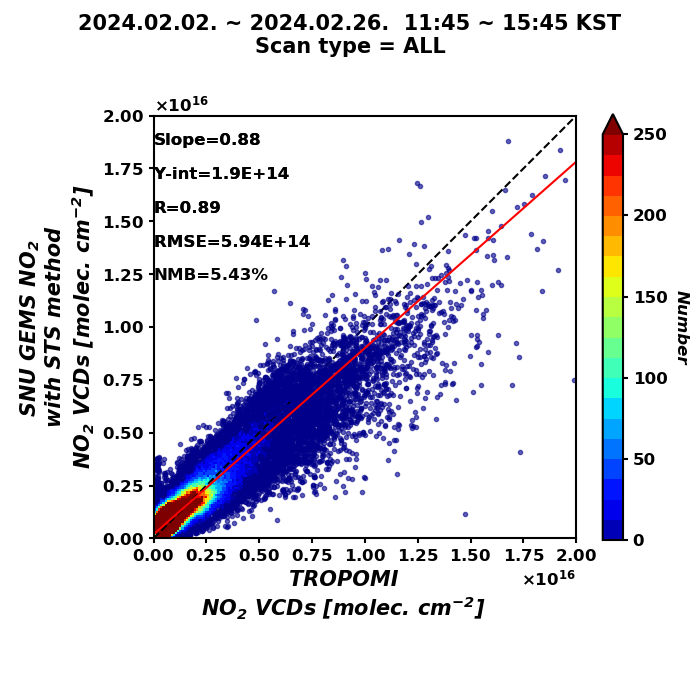 2024.02.02. ~ 2024.02.26.  11:45 ~ 15:45 KST
Scan type = ALL
×10¹⁶
2.00
1.75
1.50
1.25
1.00
0.75
0.50
0.25
0.00
Slope=0.88
Y-int=1.9E+14
R=0.89
RMSE=5.94E+14
NMB=5.43%
SNU GEMS NO₂
with STS method
NO₂ VCDs [molec. cm⁻²]
0.00 0.25 0.50 0.75 1.00 1.25 1.50 1.75 2.00
×10¹⁶
TROPOMI
NO₂ VCDs [molec. cm⁻²]
250
200
150
100
50
0
Number